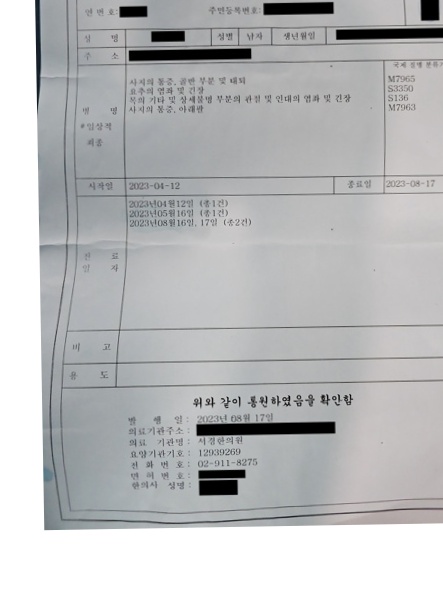 연 번호: 주민등록번호:
성 명 성별 남자 생년월일
주 소
국제 질병 분류
사지의 통증, 골반 부분 및 대퇴 M7965
요추의 염좌 및 긴장 S3350
목의 기타 및 상세불명 부분의 관절 및 인대의 염좌 및 긴장 S136
병 명 사지의 통증, 아래팔 M7963
#임상적
시작일 2023-04-12 종료일 2023-08-17
2023년04월12일 (총1건)
2023년05월16일 (총1건)
2023년08월16일, 17일 (총2건)
진 료
일 자
비 고
용 도
위와 같이 통원하였음을 확인함
발 행 일 : 2023년 08월 17일
의료기관주소 :
의료 기관명 : 서경한의원
요양기관기호 : 12939269
전 화 번 호 : 02-911-8275
면 허 번 호 :
한의사 성명 :